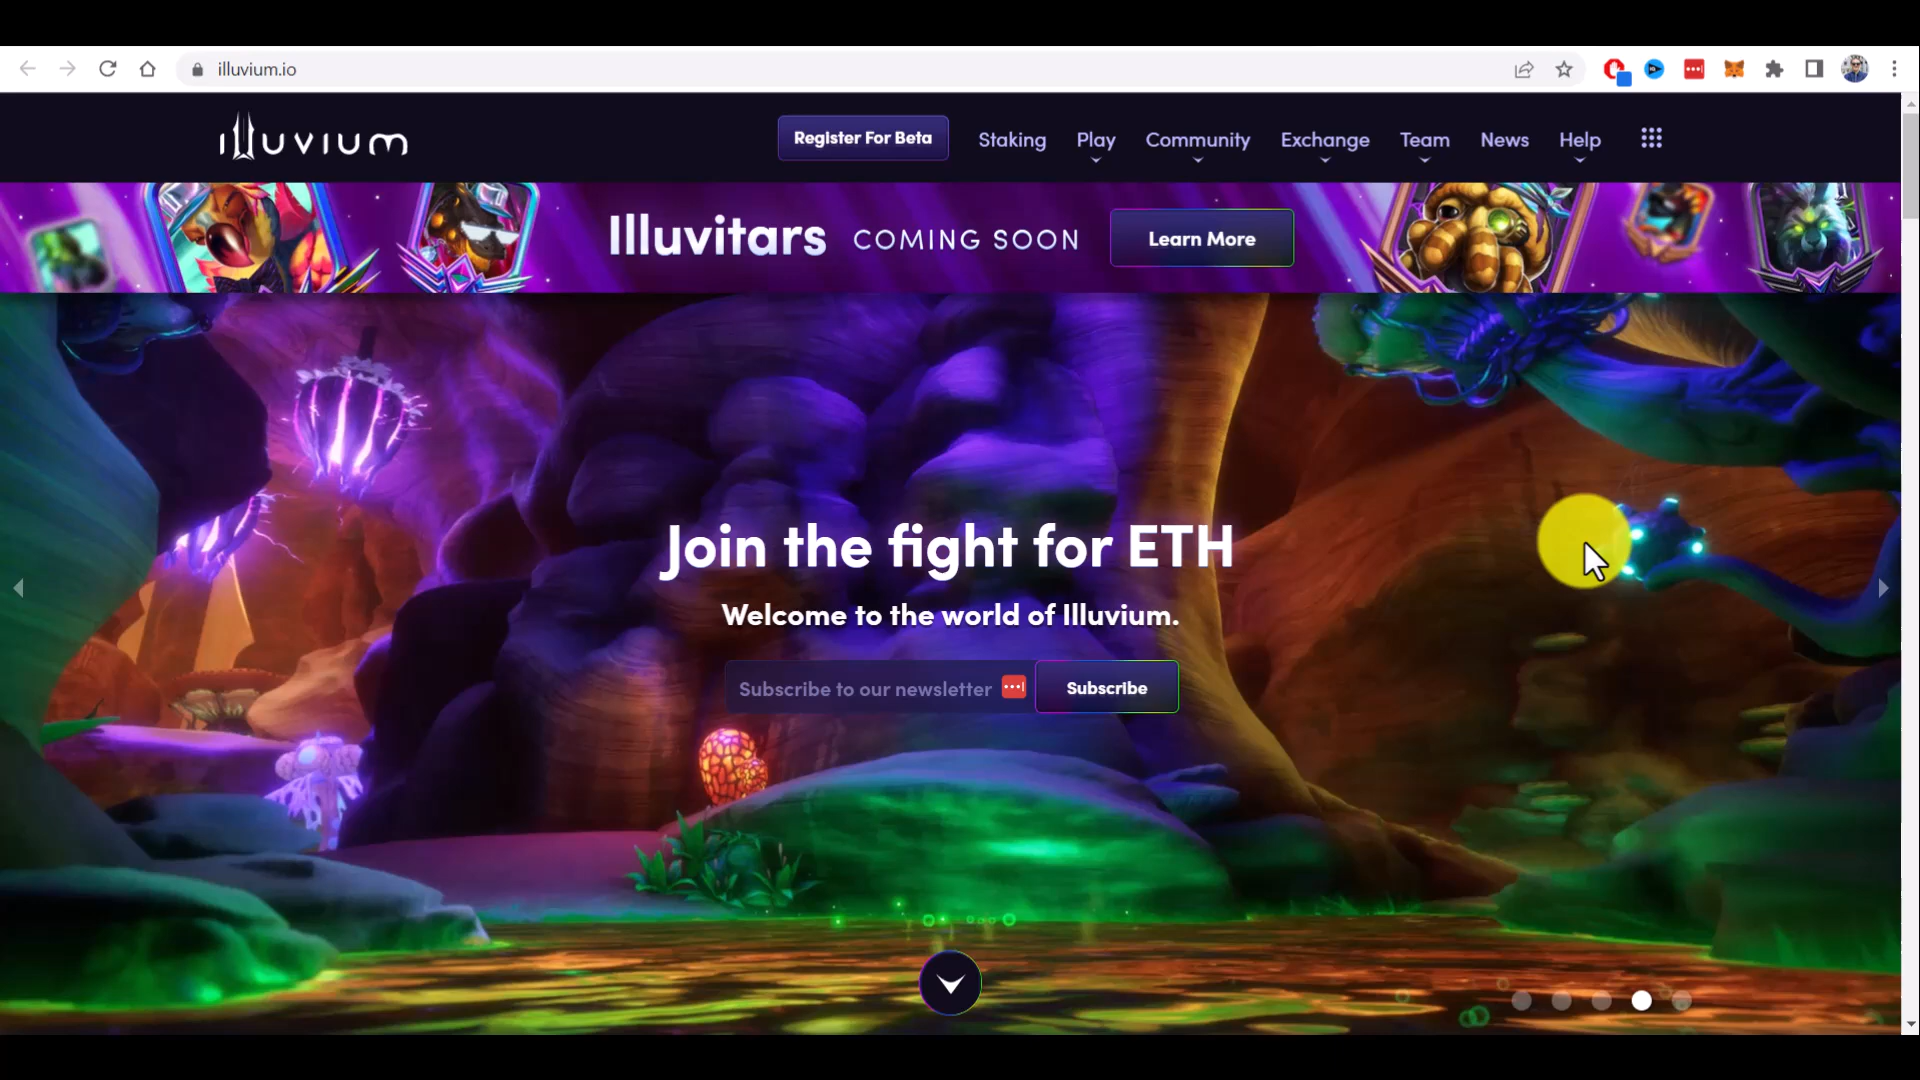 illuvium.io
illuvium
Register For Beta
Staking
Play
Community
Exchange
Team
News
Help
Illuvitars COMING SOON
Learn More
Join the fight for ETH
Welcome to the world of Illuvium.
Subscribe to our newsletter
Subscribe